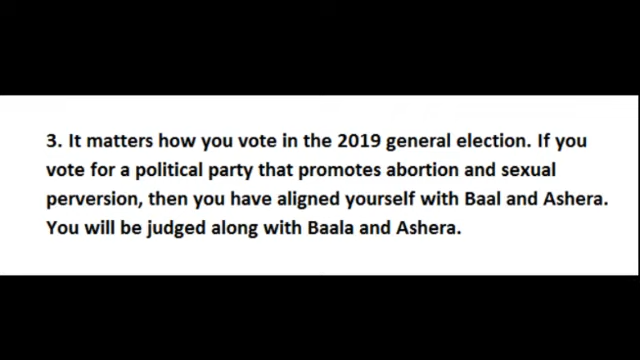 3. It matters how you vote in the 2019 general election. If you
vote for a political party that promotes abortion and sexual
perversion, then you have aligned yourself with Baal and Ashera.
You will be judged along with Baala and Ashera.